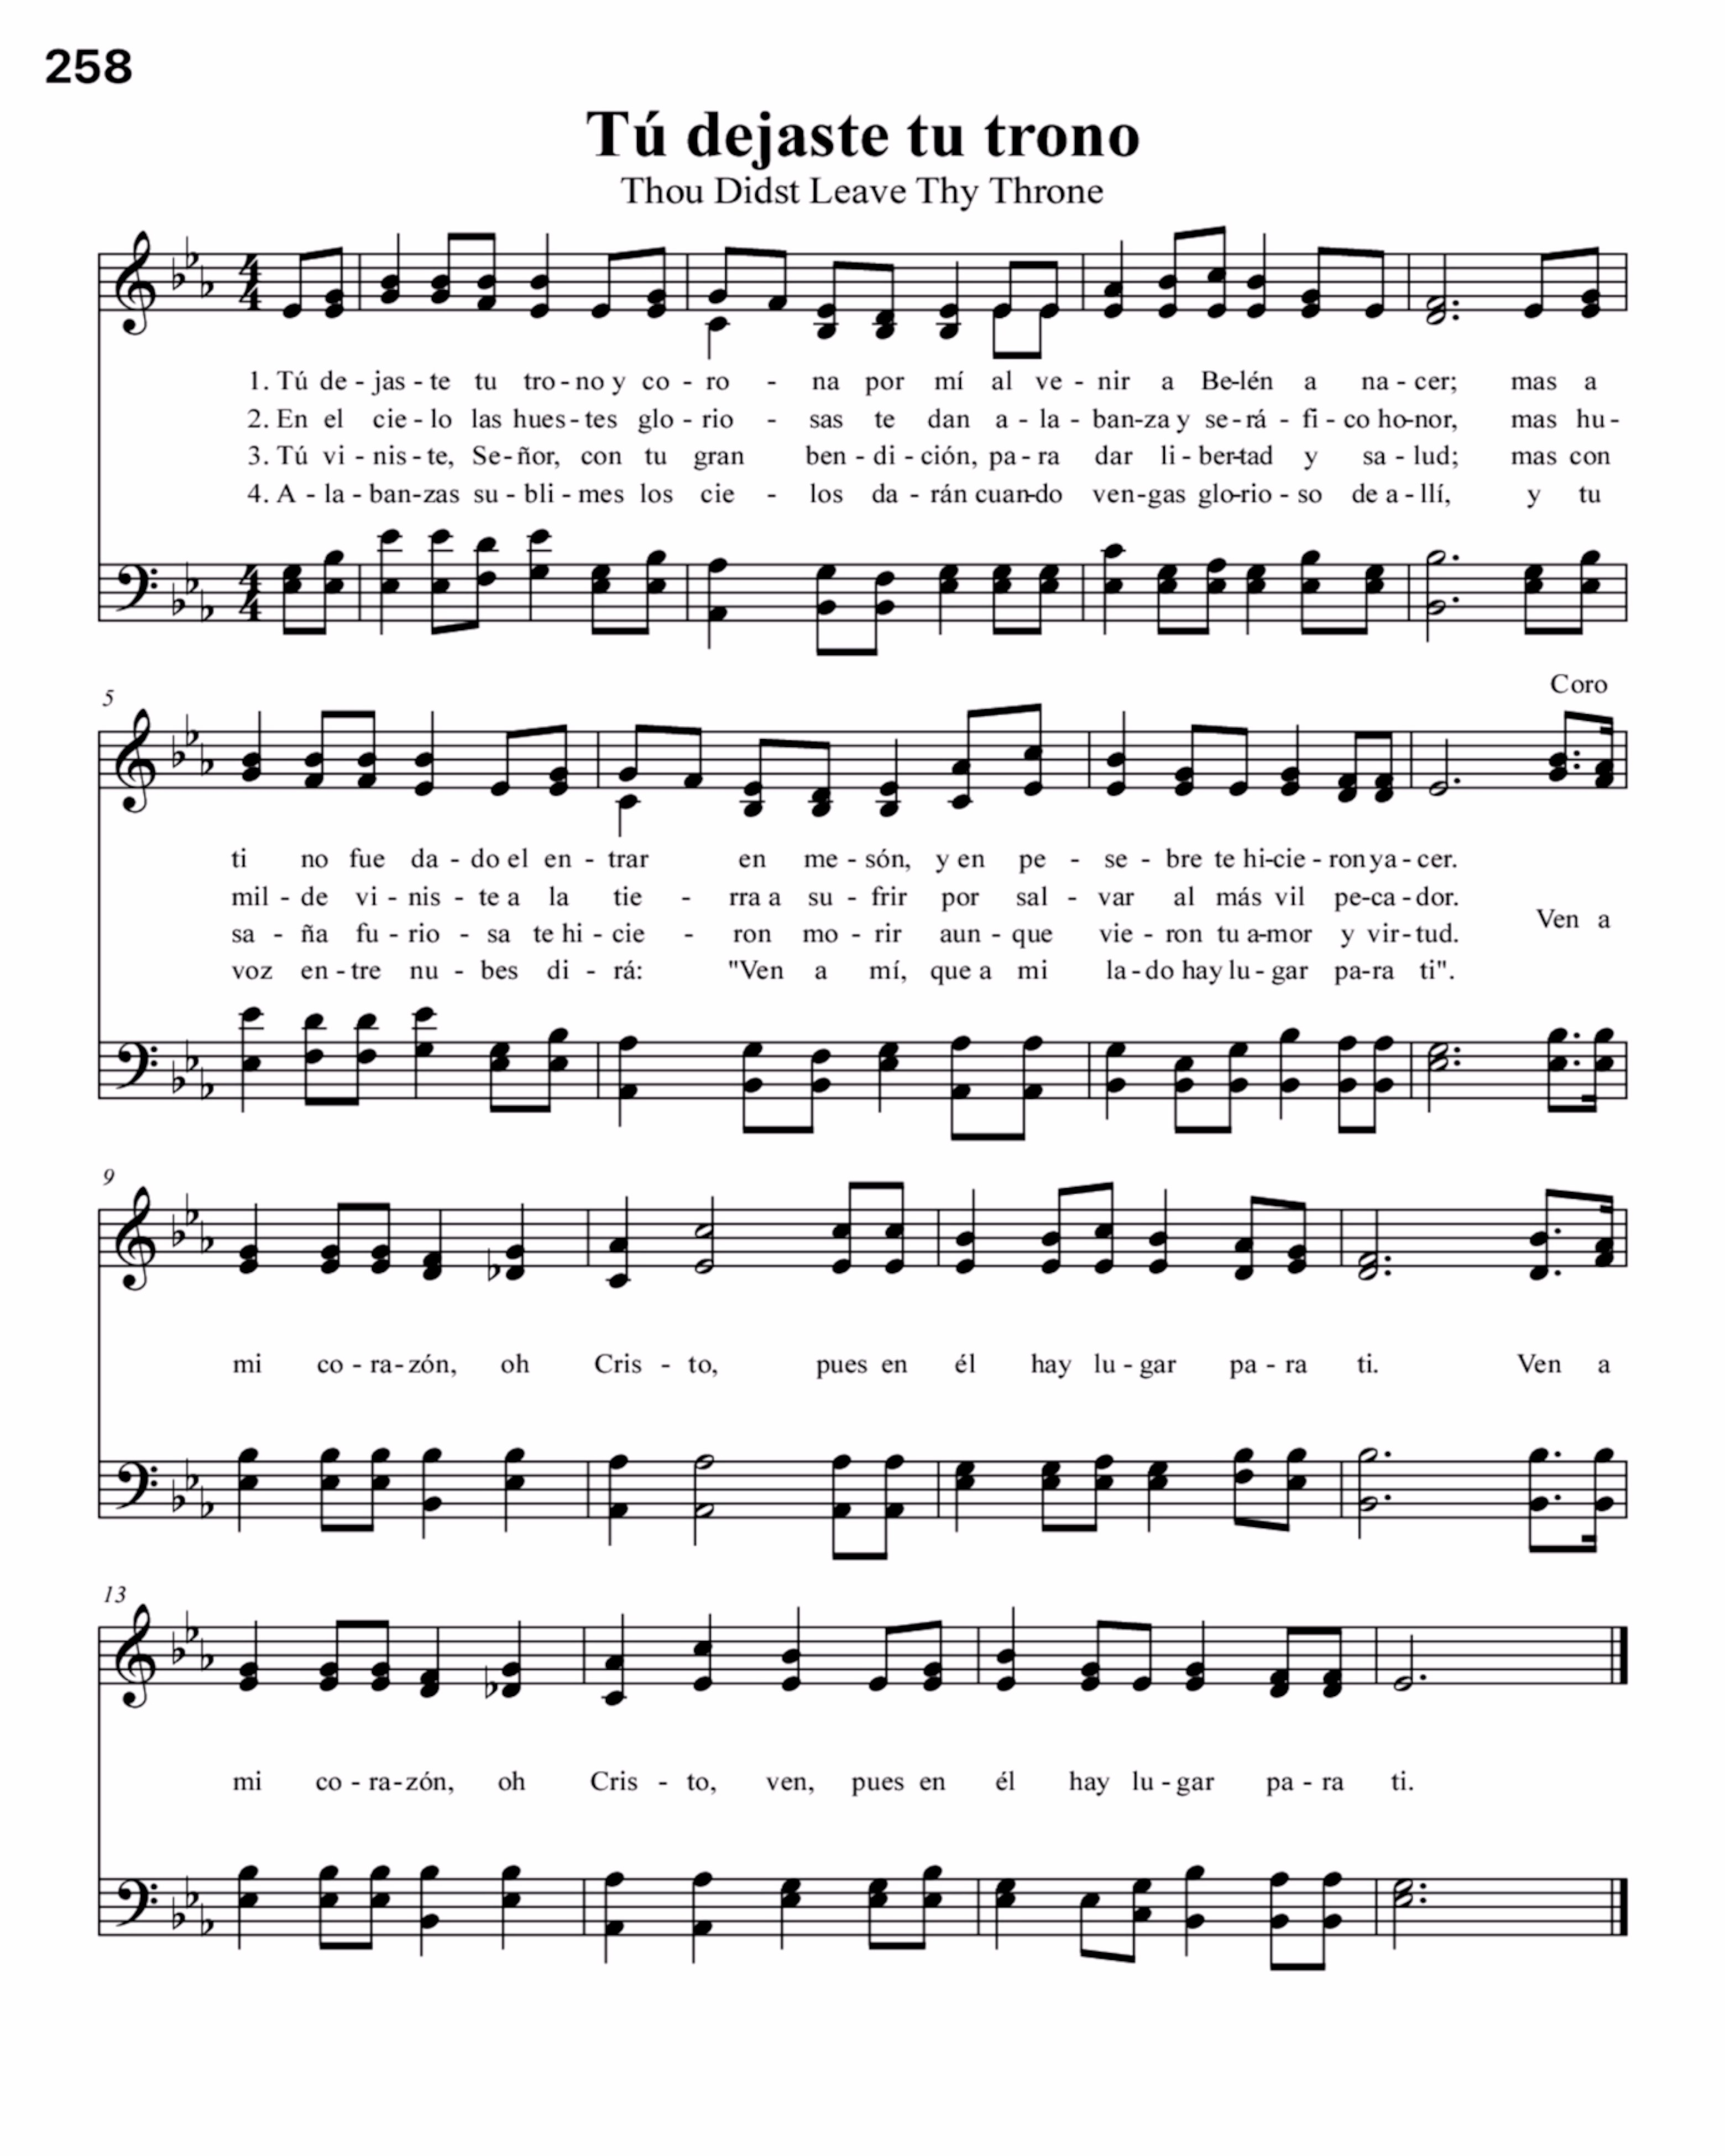 258
Tú dejaste tu trono
Thou Didst Leave Thy Throne
1. Tú de - jas - te tu tro - no y co - ro - na por mí al ve - nir a Be-lén a na - cer; mas a
2. En el cie - lo las hues - tes glo - rio - sas te dan a - la - ban-za y se - rá - fi - co ho-nor, mas hu -
3. Tú vi - nis - te, Se-ñor, con tu gran ben - di - ción, pa - ra dar li - ber-tad y sa - lud; mas con
4. A - la - ban-zas su - bli - mes los cie - los da - rán cuan-do ven-gas glo-rio - so de a - llí, y tu
5
Coro
ti no fue da - do el en - trar en me - són, y en pe - se - bre te hi-cie - ron ya - cer.
mil - de vi - nis - te a la tie - rra a su - frir por sal - var al más vil pe-ca - dor.
sa - ña fu - rio - sa te hi - cie - ron mo - rir aun - que vie - ron tu a-mor y vir - tud.
Ven a
voz en - tre nu - bes di - rá: "Ven a mí, que a mi la - do hay lu - gar pa-ra ti".
9
mi co - ra - zón, oh Cris - to, pues en él hay lu - gar pa - ra ti. Ven a
13
mi co - ra - zón, oh Cris - to, ven, pues en él hay lu - gar pa - ra ti.